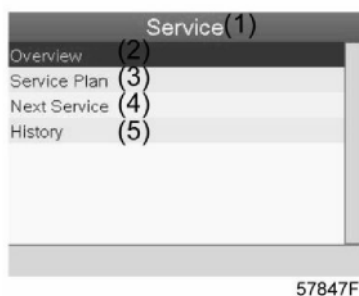 Service(1)
Overview (2)
Service Plan (3)
Next Service (4)
History (5)
57847F